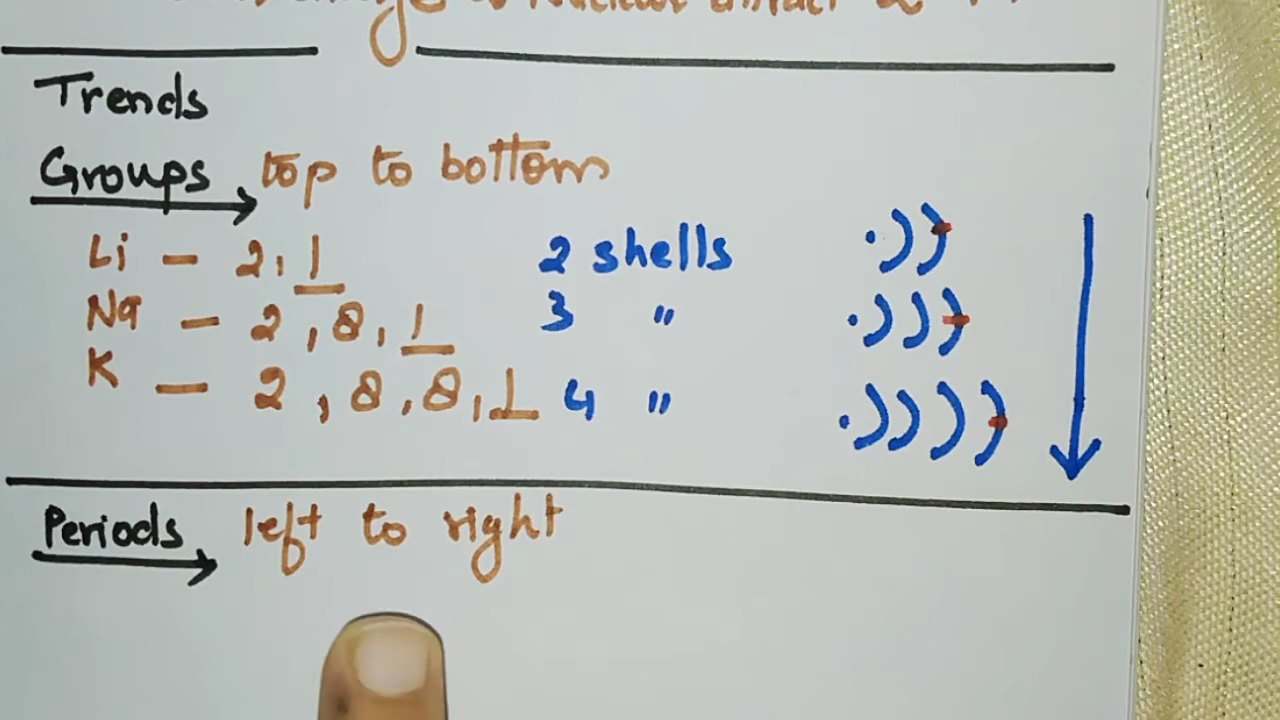 Trends
Groups → top to bottom
Li - 2,1 2 shells
Na - 2,8,1 3 "
K - 2,8,8,1 4 "
Periods → left to right